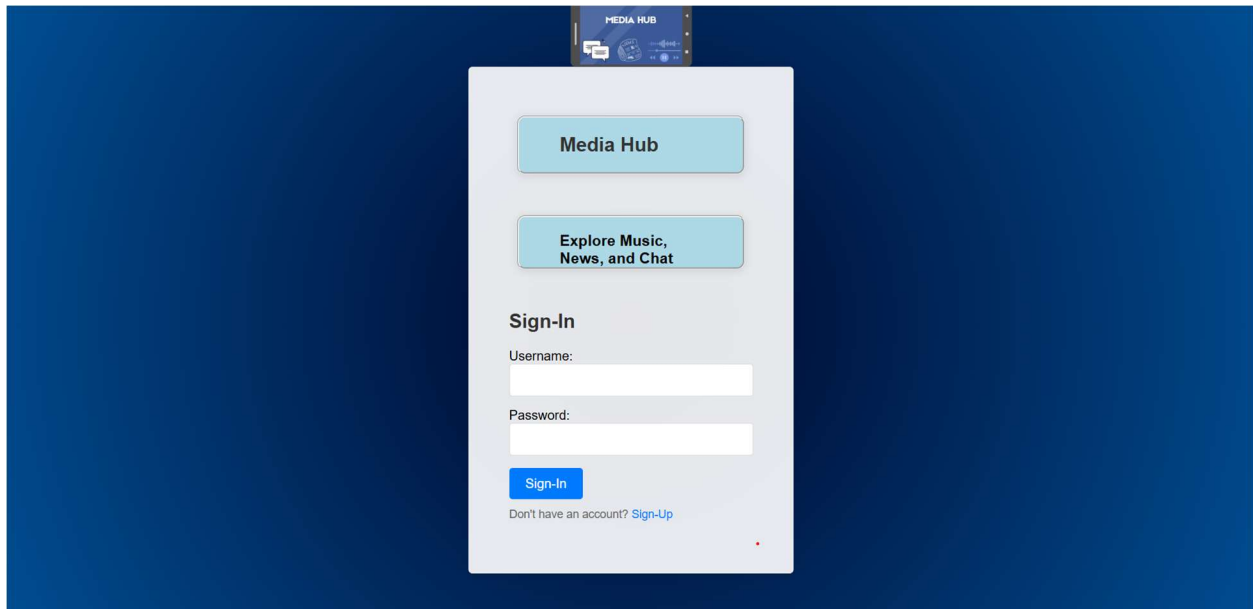 MEDIA HUB
Media Hub
Explore Music,
News, and Chat
Sign-In
Username:
Password:
Sign-In
Don't have an account? Sign-Up